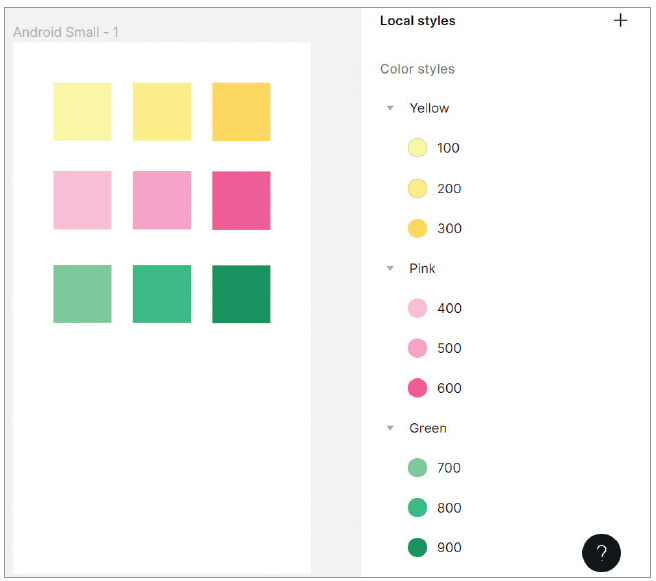 Android Small - 1
Local styles
Color styles
Yellow
100
200
300
Pink
400
500
600
Green
700
800
900
?